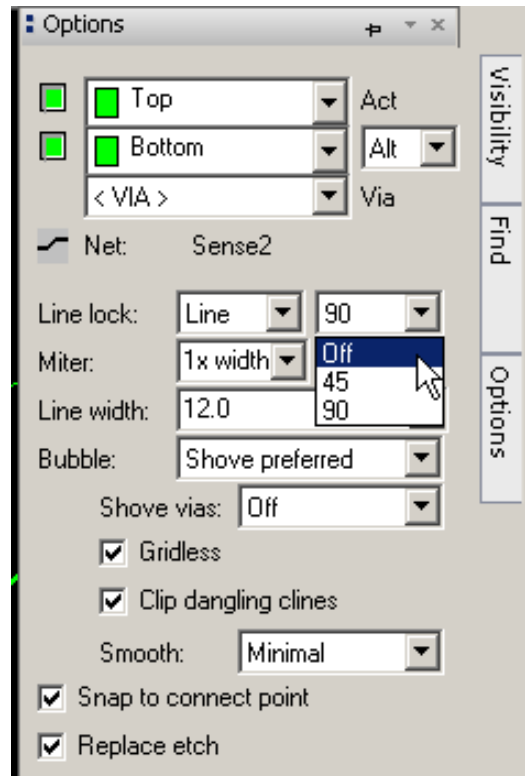 Options
Top Act
Bottom Alt
< VIA > Via
Net: Sense2
Line lock: Line 90
Off
Miter: 1x width
45
Line width: 12.0
90
Bubble: Shove preferred
Shove vias: Off
Gridless
Clip dangling clines
Smooth: Minimal
Snap to connect point
Replace etch
Visibility
Find
Options